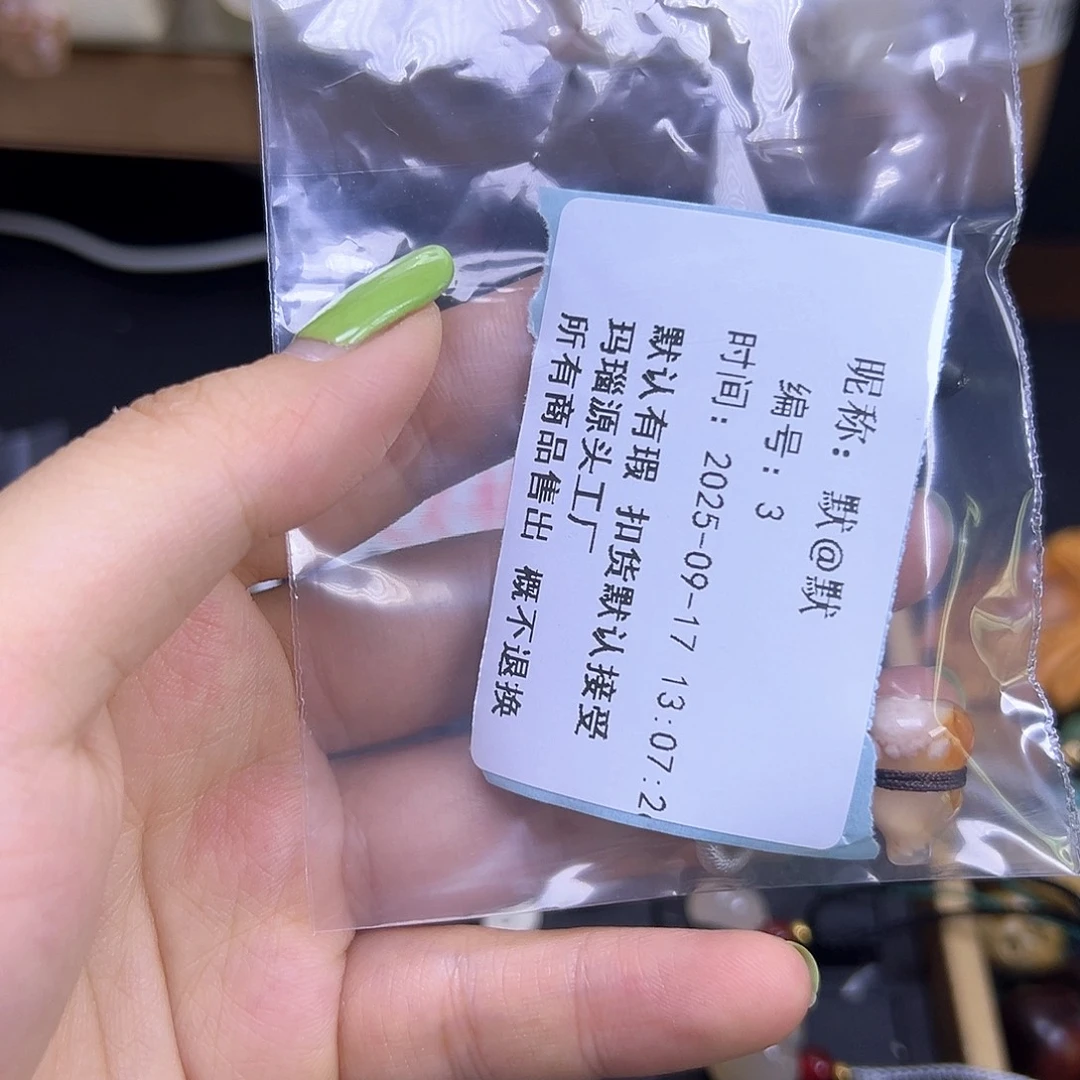 昵称: 默@默
编号: 3
时间: 2025-09-17 13:07:2
默认有瑕 扣货默认接受
玛瑙源头工厂
所有商品售出 概不退换